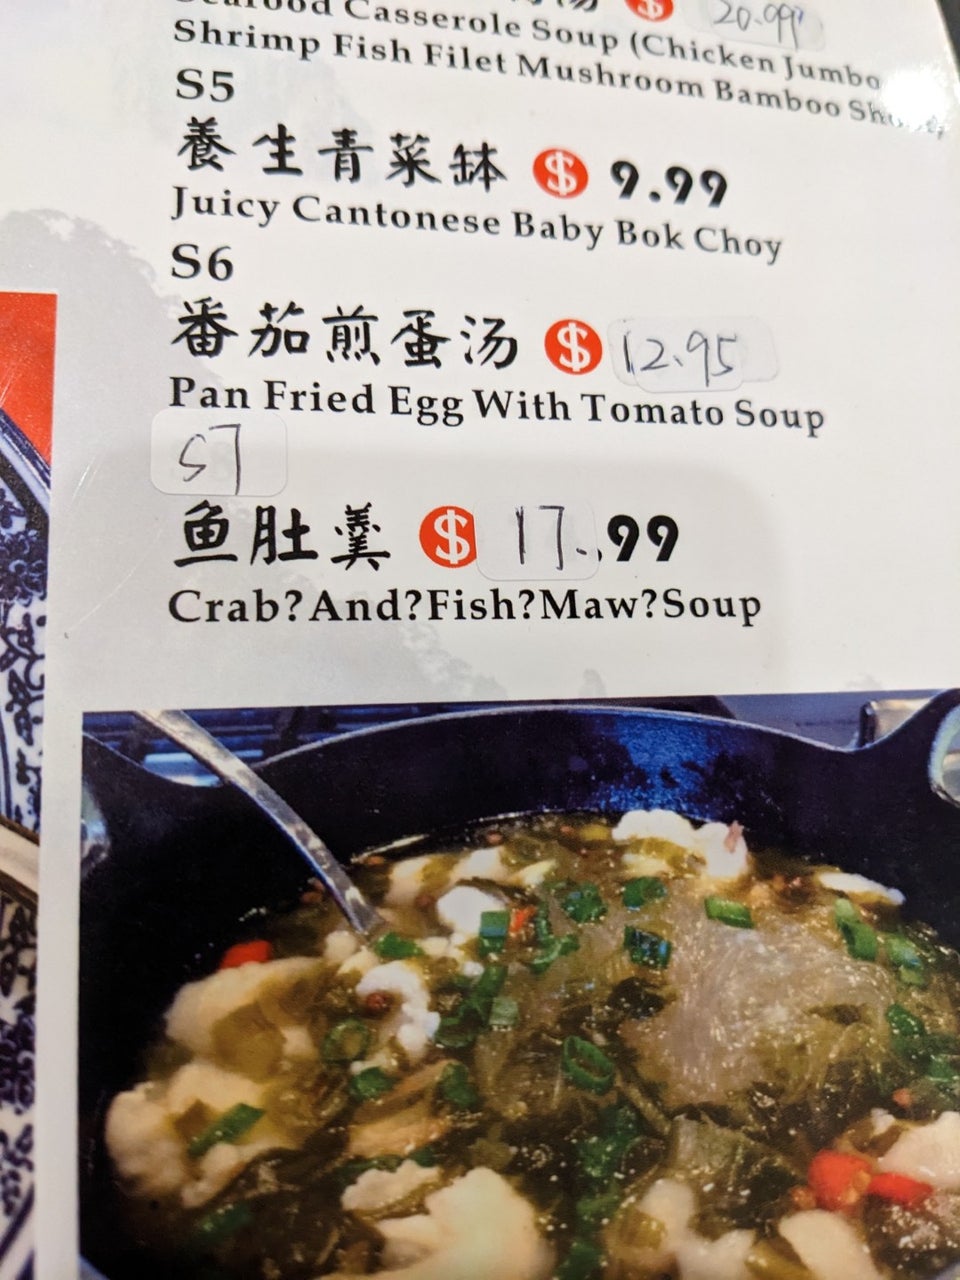 Seafood Casserole Soup (Chicken Jumbo
$ 20.99
Shrimp Fish Filet Mushroom Bamboo
S5
養生青菜鉢 $ 9.99
Juicy Cantonese Baby Bok Choy
S6
番茄煎蛋汤 $ 12.95
Pan Fried Egg With Tomato Soup
S7
鱼肚羹 $ 17.99
Crab?And?Fish?Maw?Soup